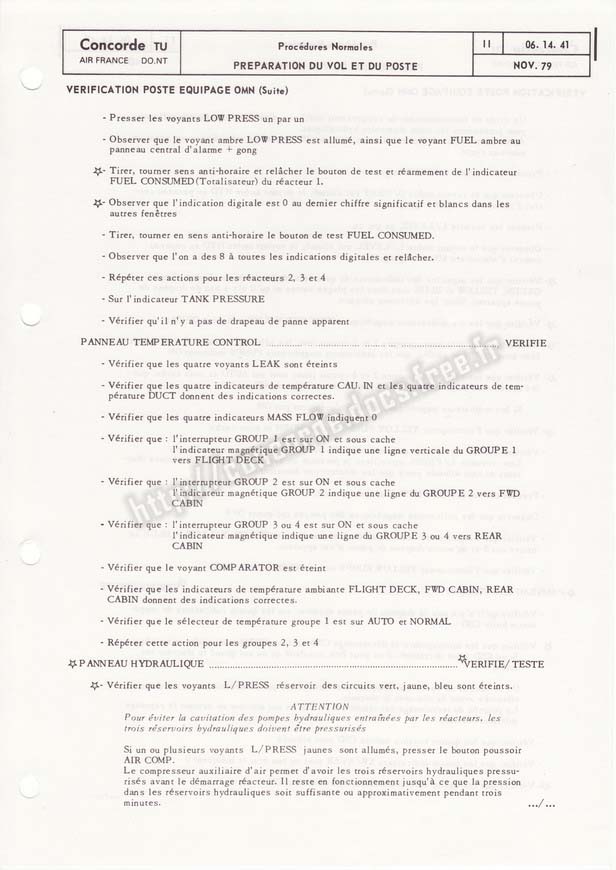 Concorde TU
AIR FRANCE DO.NT
Procédures Normales
PREPARATION DU VOL ET DU POSTE
II
06. 14. 41
NOV. 79
VERIFICATION POSTE EQUIPAGE OMN (Suite)
- Presser les voyants LOW PRESS un par un
- Observer que le voyant ambre LOW PRESS est allumé, ainsi que le voyant FUEL ambre au
panneau central d'alarme + gong
☆- Tirer, tourner sens anti-horaire et relâcher le bouton de test et réarmement de l'indicateur
FUEL CONSUMED (Totalisateur) du réacteur 1.
☆- Observer que l'indication digitale est 0 au dernier chiffre significatif et blancs dans les
autres fenêtres
- Tirer, tourner en sens anti-horaire le bouton de test FUEL CONSUMED.
- Observer que l'on a des 8 à toutes les indications digitales et relâcher.
- Répéter ces actions pour les réacteurs 2, 3 et 4
- Sur l'indicateur TANK PRESSURE
- Vérifier qu'il n'y a pas de drapeau de panne apparent
PANNEAU TEMPERATURE CONTROL ........ VERIFIE
- Vérifier que les quatre voyants LEAK sont éteints
- Vérifier que les quatre indicateurs de température CAU. IN et les quatre indicateurs de tem-
pérature DUCT donnent des indications correctes.
- Vérifier que les quatre indicateurs MASS FLOW indiquent 0
- Vérifier que : l'interrupteur GROUP 1 est sur ON et sous cache
l'indicateur magnétique GROUP 1 indique une ligne verticale du GROUPE 1
vers FLIGHT DECK
- Vérifier que : l'interrupteur GROUP 2 est sur ON et sous cache
l'indicateur magnétique GROUP 2 indique une ligne du GROUPE 2 vers FWD
CABIN
- Vérifier que : l'interrupteur GROUP 3 ou 4 est sur ON et sous cache
l'indicateur magnétique indique une ligne du GROUPE 3 ou 4 vers REAR
CABIN
- Vérifier que le voyant COMPARATOR est éteint
- Vérifier que les indicateurs de température ambiante FLIGHT DECK, FWD CABIN, REAR
CABIN donnent des indications correctes.
- Vérifier que le sélecteur de température groupe 1 est sur AUTO et NORMAL
- Répéter cette action pour les groupes 2, 3 et 4
☆PANNEAU HYDRAULIQUE ........ ☆VERIFIE/TESTE
☆- Vérifier que les voyants L/PRESS réservoir des circuits vert, jaune, bleu sont éteints.
ATTENTION
Pour éviter la cavitation des pompes hydrauliques entraînées par les réacteurs, les
trois réservoirs hydrauliques doivent être pressurisés
Si un ou plusieurs voyants L/PRESS jaunes sont allumés, presser le bouton poussoir
AIR COMP.
Le compresseur auxiliaire d'air permet d'avoir les trois réservoirs hydrauliques pressu-
risés avant le démarrage réacteur. Il reste en fonctionnement jusqu'à ce que la pression
dans les réservoirs hydrauliques soit suffisante ou approximativement pendant trois
minutes.
.../...
http://concordedocs.free.fr